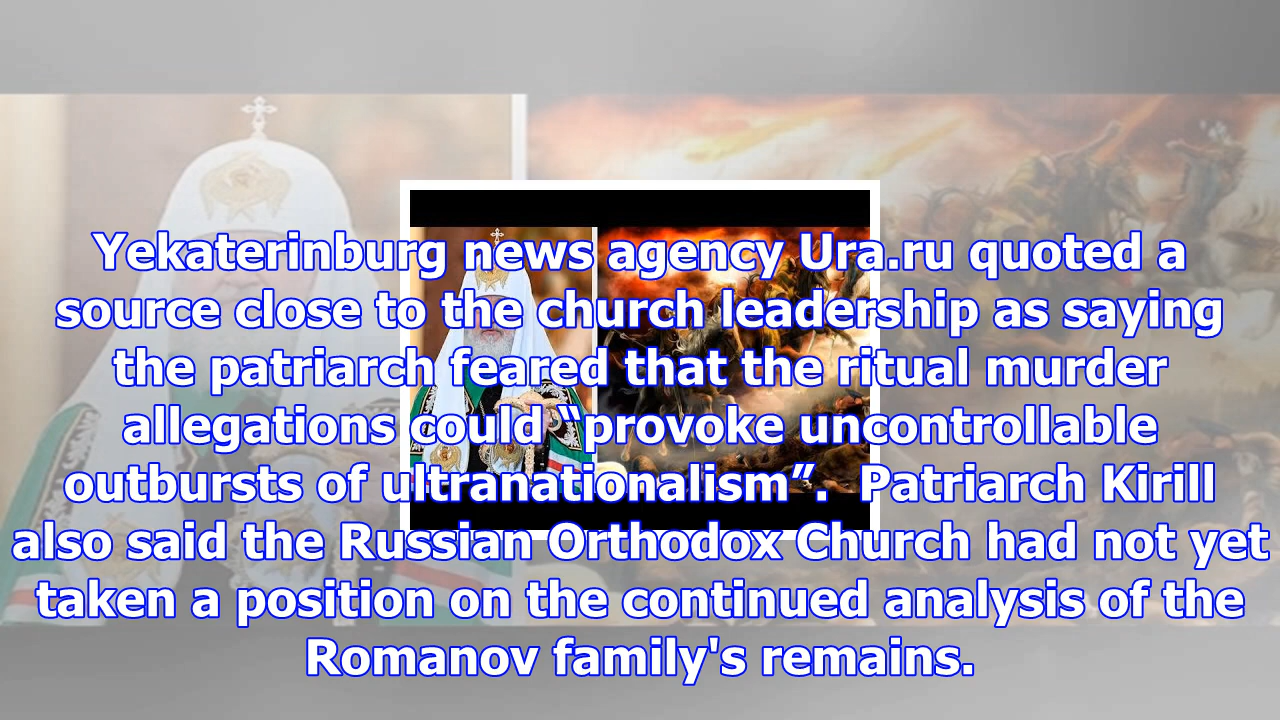 Yekaterinburg news agency Ura.ru quoted a
source close to the church leadership as saying
the patriarch feared that the ritual murder
allegations could “provoke uncontrollable
outbursts of ultranationalism”.  Patriarch Kirill
also said the Russian Orthodox Church had not yet
taken a position on the continued analysis of the
Romanov family's remains.